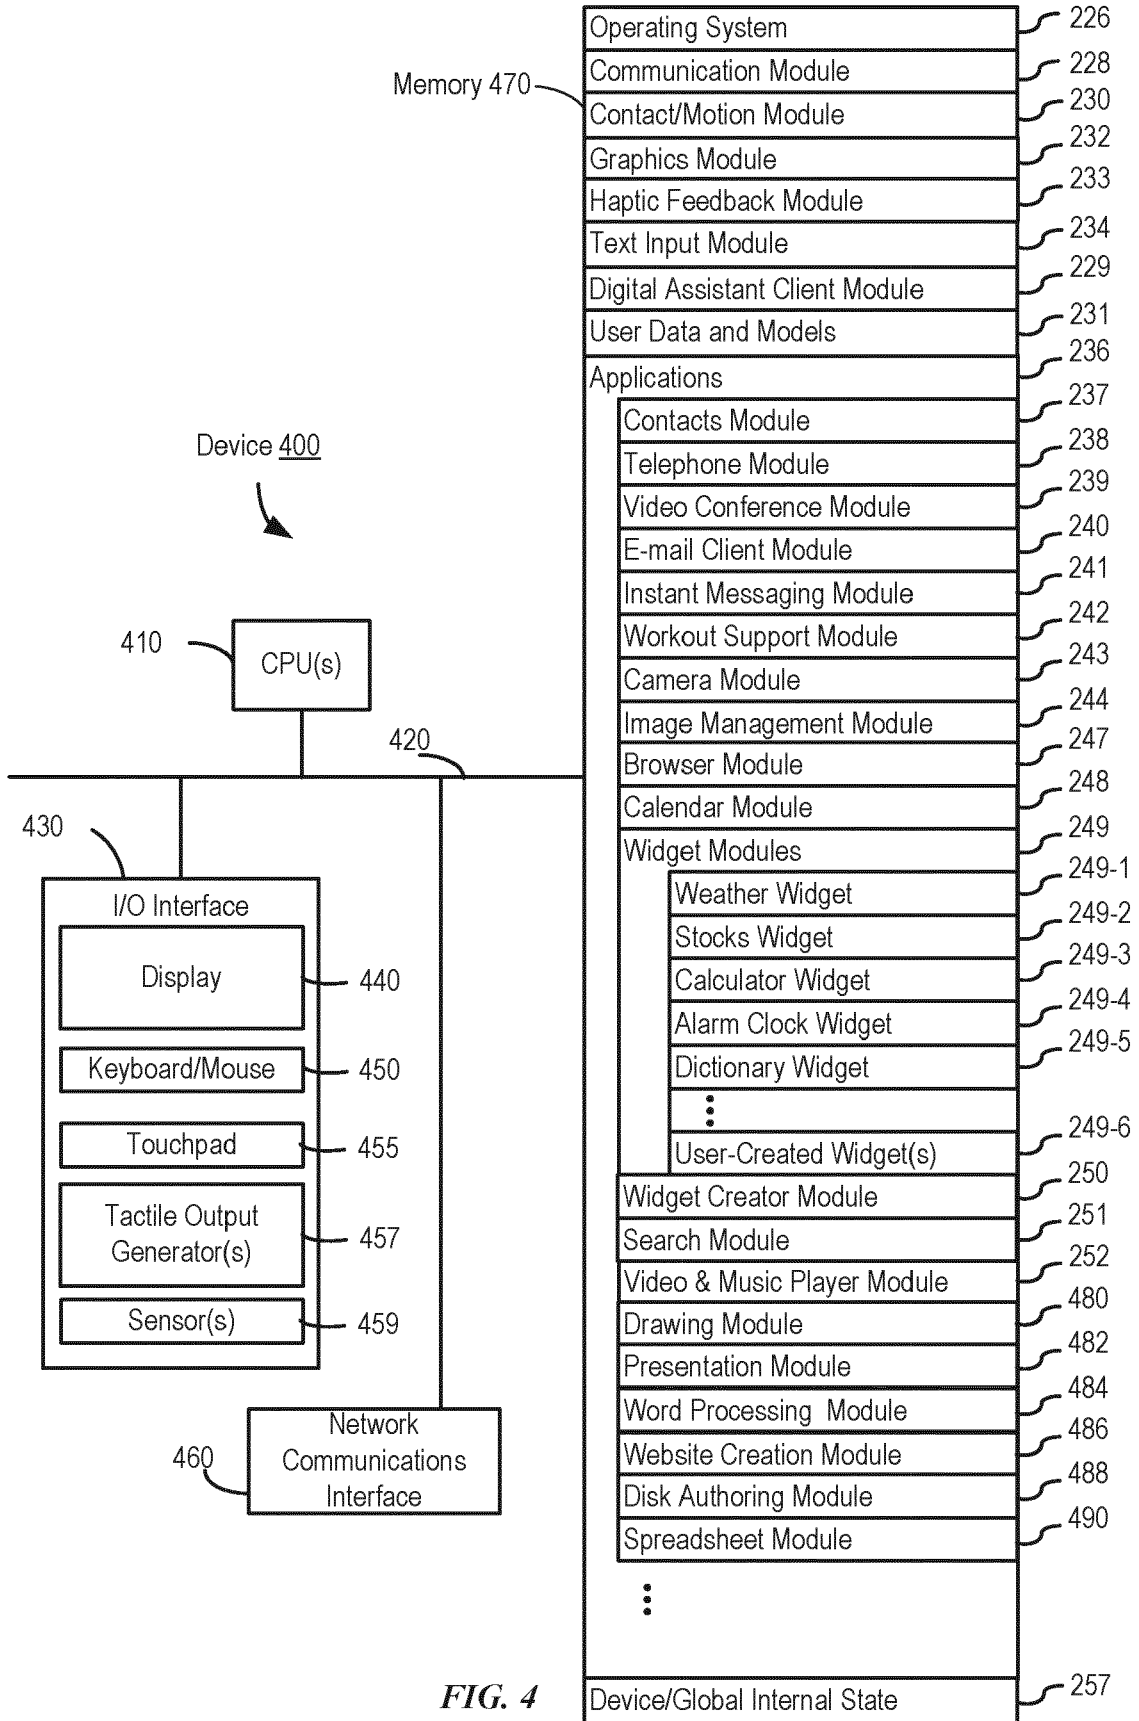 Operating System 226
Communication Module 228
Memory 470
Contact/Motion Module 230
Graphics Module 232
Haptic Feedback Module 233
Text Input Module 234
Digital Assistant Client Module 229
User Data and Models 231
Applications 236
Contacts Module 237
Telephone Module 238
Video Conference Module 239
E-mail Client Module 240
Instant Messaging Module 241
Workout Support Module 242
Camera Module 243
Image Management Module 244
Browser Module 247
Calendar Module 248
Widget Modules 249
Weather Widget 249-1
Stocks Widget 249-2
Calculator Widget 249-3
Alarm Clock Widget 249-4
Dictionary Widget 249-5
User-Created Widget(s) 249-6
Widget Creator Module 250
Search Module 251
Video & Music Player Module 252
Drawing Module 480
Presentation Module 482
Word Processing Module 484
Website Creation Module 486
Disk Authoring Module 488
Spreadsheet Module 490
Device/Global Internal State 257
Device 400
410
CPU(s)
420
430
I/O Interface
Display 440
Keyboard/Mouse 450
Touchpad 455
Tactile Output
Generator(s) 457
Sensor(s) 459
460
Network
Communications
Interface
FIG. 4